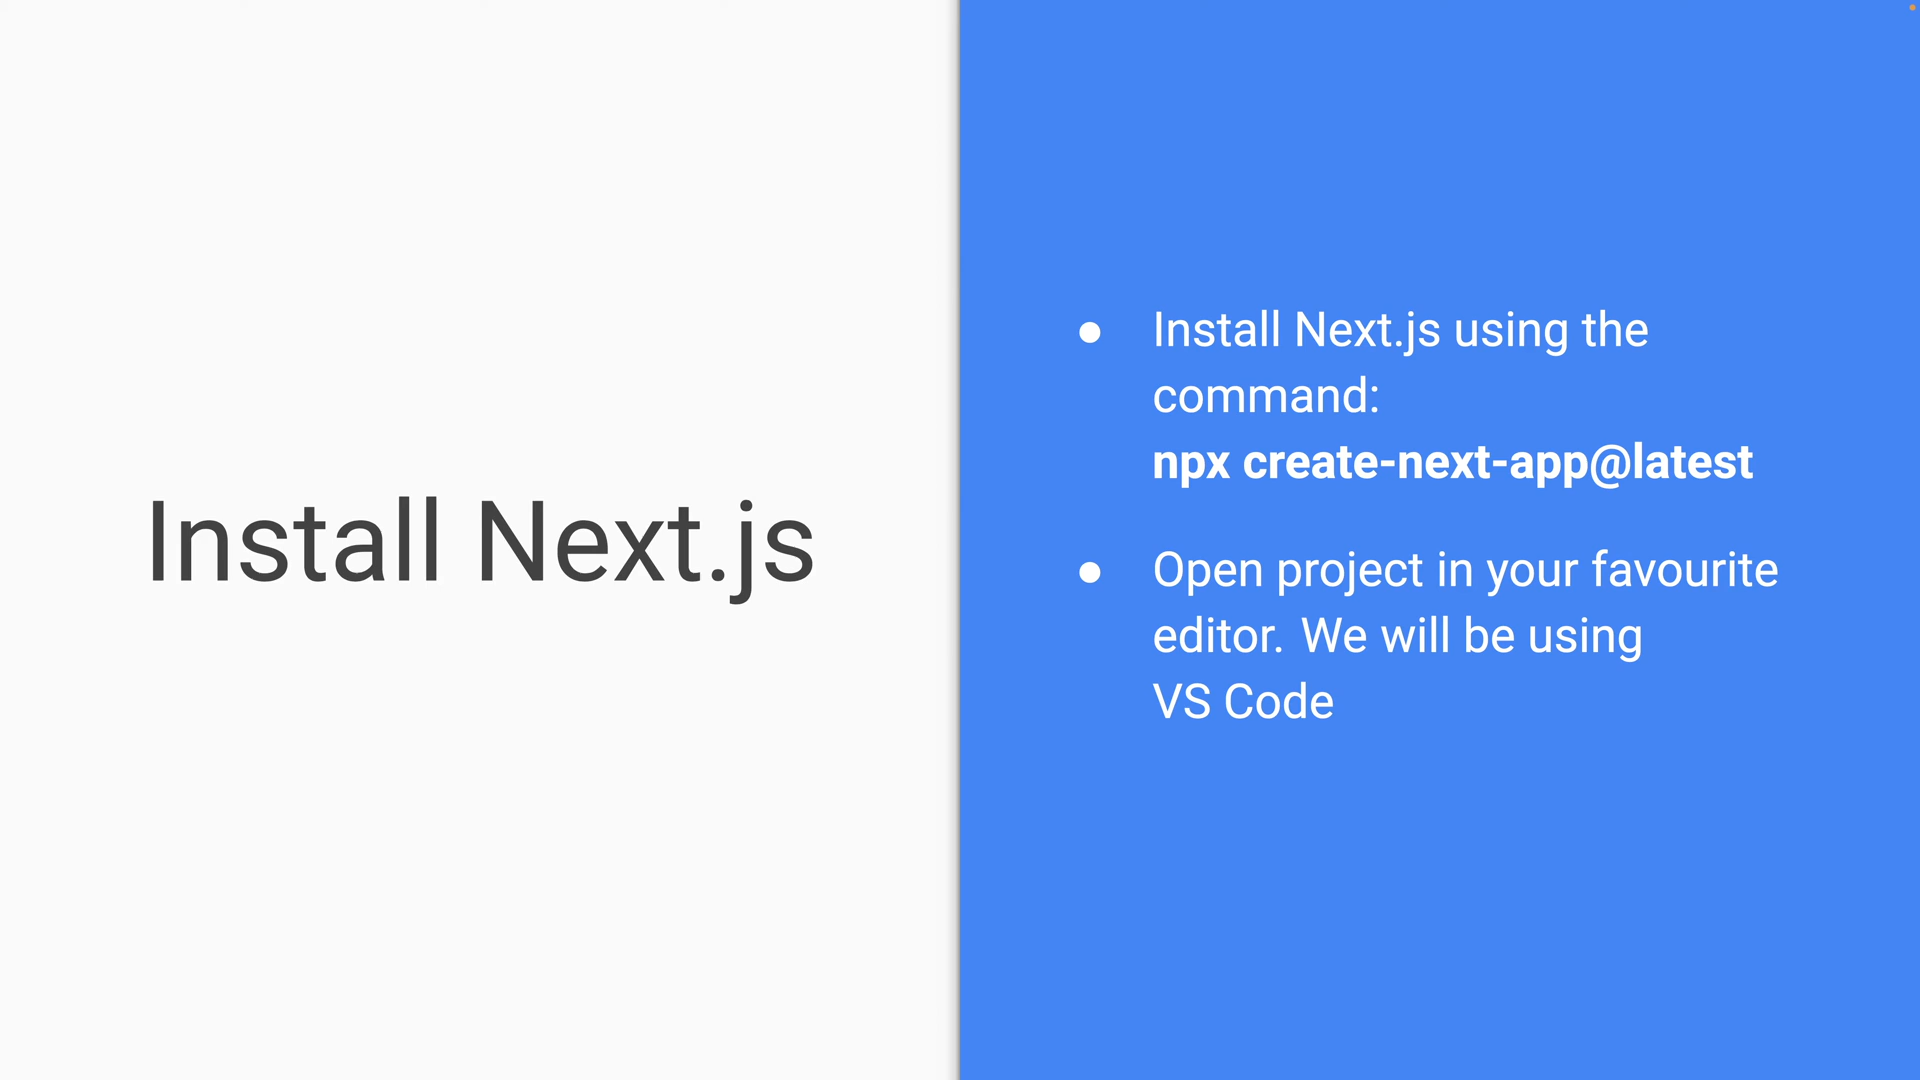 Install Next.js
● Install Next.js using the
command:
npx create-next-app@latest
● Open project in your favourite
editor. We will be using
VS Code